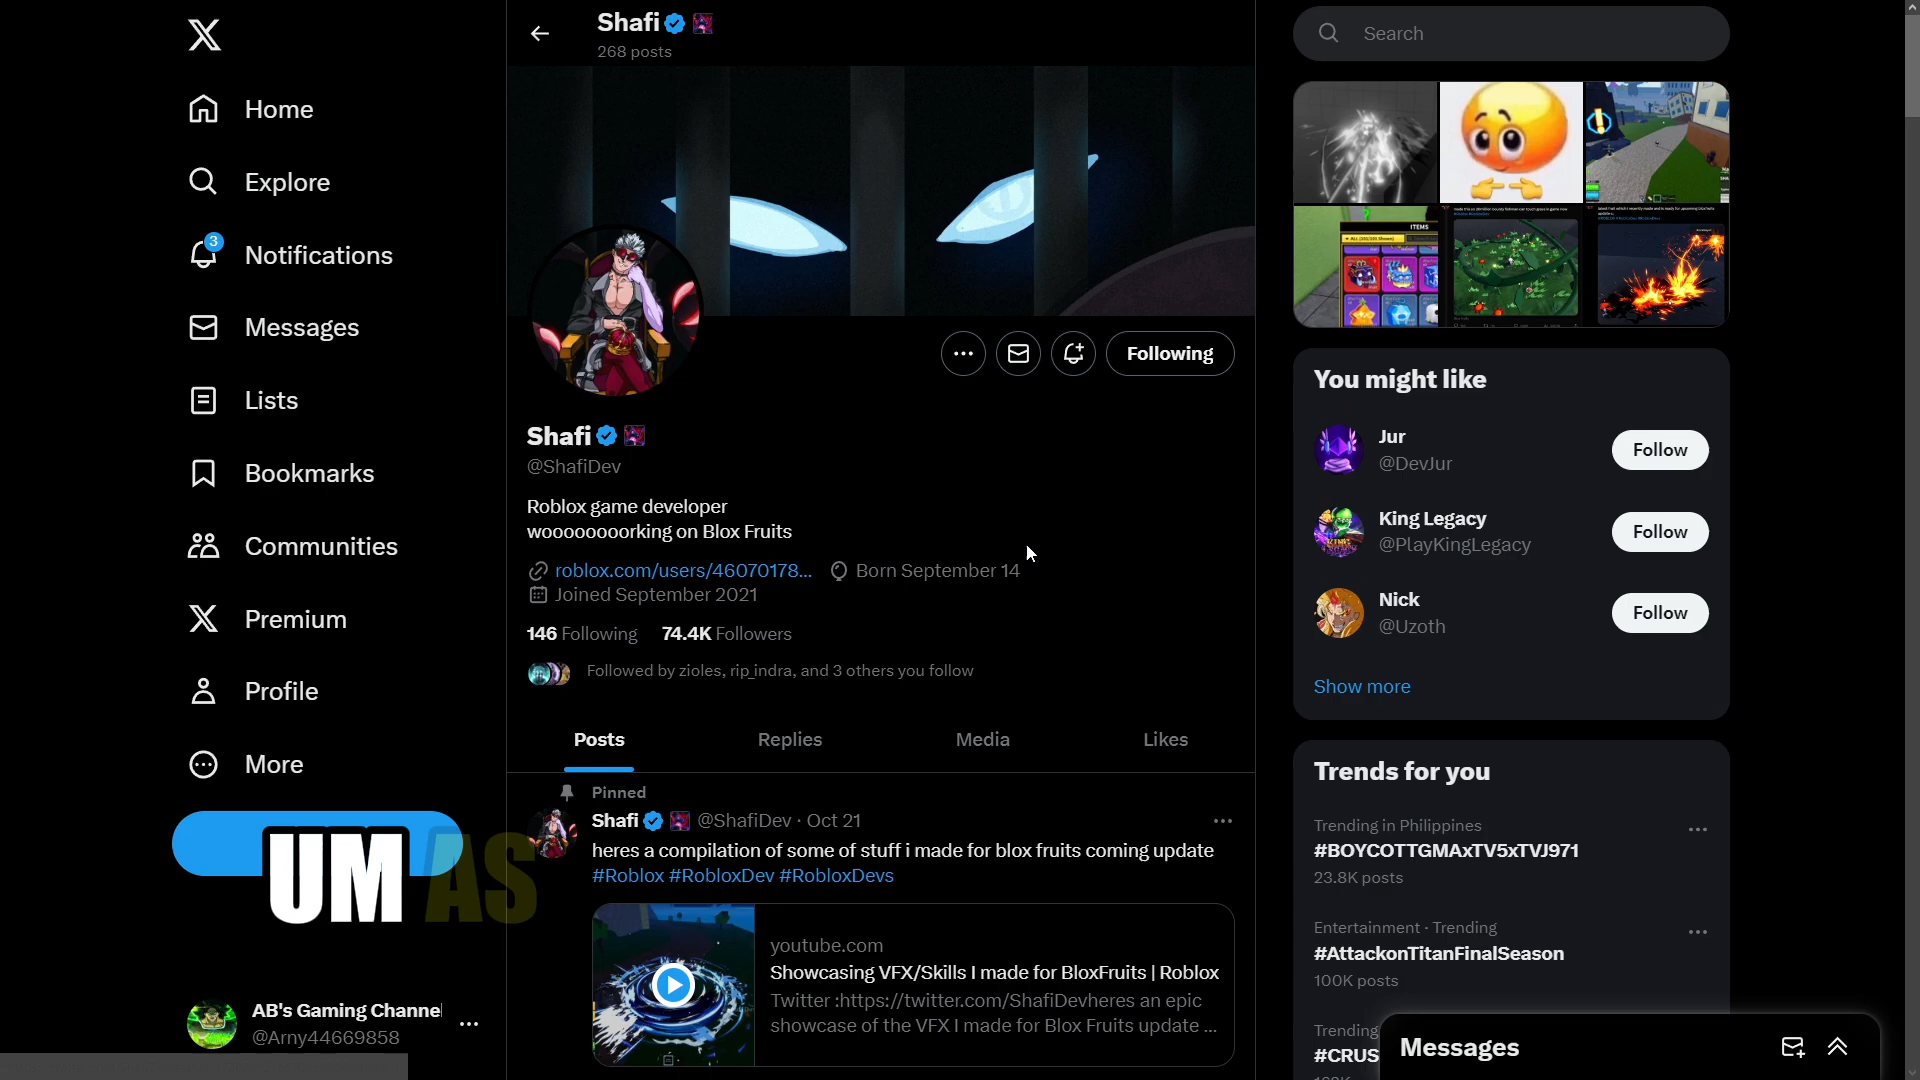 Home
Explore
3
Notifications
Messages
Lists
Bookmarks
Communities
Premium
Profile
More
UM AS
AB's Gaming Channel
@Arny44669858
Shafi
268 posts
Following
Shafi
@ShafiDev
Roblox game developer
wooooooooorking on Blox Fruits
roblox.com/users/46070178... Born September 14
Joined September 2021
146 Following 74.4K Followers
Followed by zioles, rip_indra, and 3 others you follow
Posts Replies Media Likes
Pinned
Shafi @ShafiDev · Oct 21
heres a compilation of some of stuff i made for blox fruits coming update
#Roblox #RobloxDev #RobloxDevs
youtube.com
Showcasing VFX/Skills I made for BloxFruits | Roblox
Twitter :https://twitter.com/ShafiDevheres an epic
showcase of the VFX I made for Blox Fruits update ...
Search
ITEMS
You might like
Jur
@DevJur
Follow
King Legacy
@PlayKingLegacy
Follow
Nick
@Uzoth
Follow
Show more
Trends for you
Trending in Philippines
#BOYCOTTGMAxTV5xTVJ971
23.8K posts
Entertainment · Trending
#AttackonTitanFinalSeason
100K posts
Trending
#CRUS
Messages